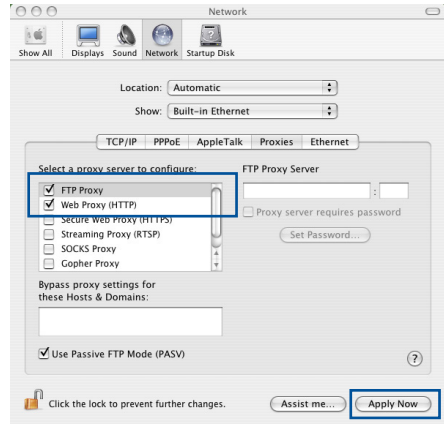 Network
Show All Displays Sound Network Startup Disk
Location: Automatic
Show: Built-in Ethernet
TCP/IP PPPoE AppleTalk Proxies Ethernet
Select a proxy server to configure: FTP Proxy Server
FTP Proxy :
Web Proxy (HTTP) Proxy server requires password
Secure Web Proxy (HTTPS)
Streaming Proxy (RTSP) Set Password...
SOCKS Proxy
Gopher Proxy
Bypass proxy settings for
these Hosts & Domains:
Use Passive FTP Mode (PASV) ?
Click the lock to prevent further changes. Assist me... Apply Now